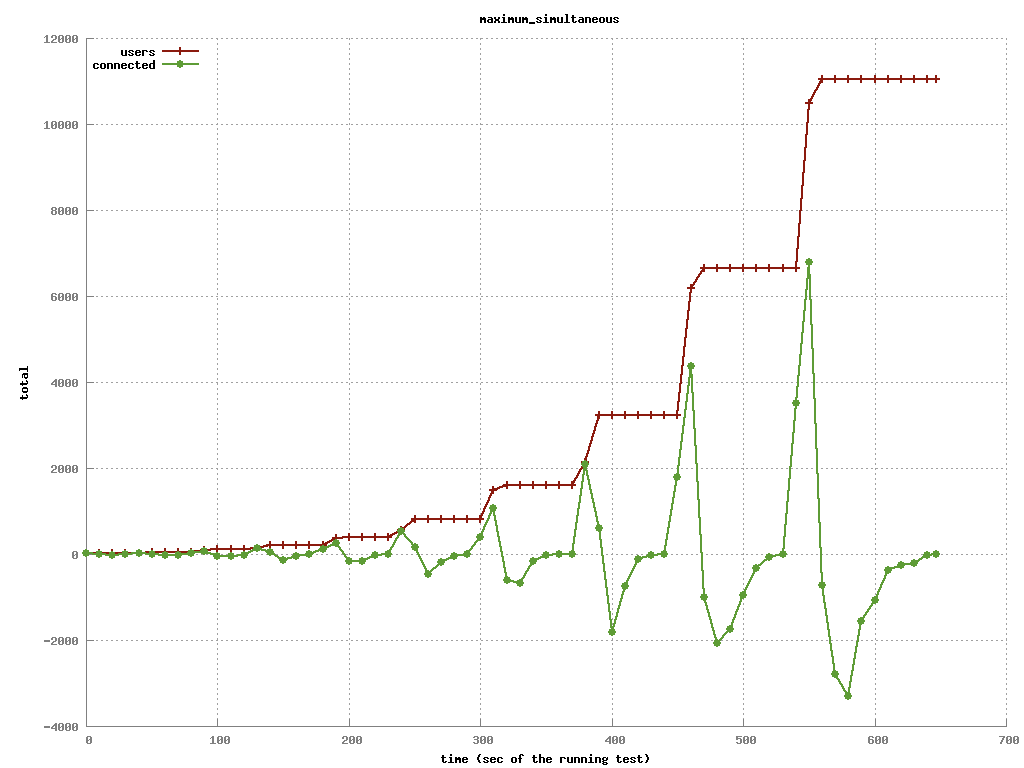 maximum_simultaneous
12000
users
connected
10000
8000
6000
total
4000
2000
0
-2000
-4000
0 100 200 300 400 500 600 700
time (sec of the running test)